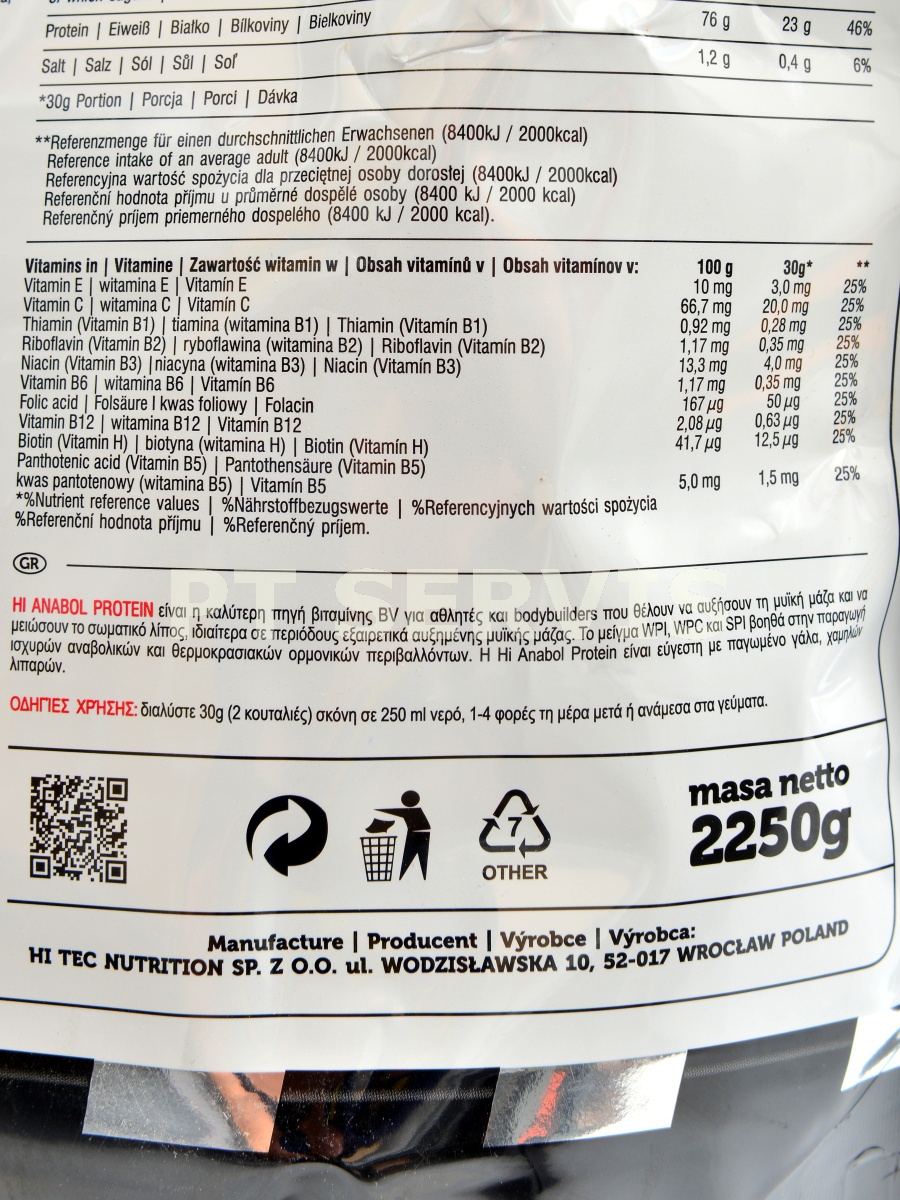 Protein | Eiweiß | Białko | Bílkoviny | Bielkoviny 76 g 23 g 46%
Salt | Salz | Sól | Sůl | Soľ 1,2 g 0,4 g 6%
*30g Portion | Porcja | Porci | Dávka
**Referenzmenge für einen durchschnittlichen Erwachsenen (8400kJ / 2000kcal)
Reference intake of an average adult (8400kJ / 2000kcal)
Referencyjna wartość spożycia dla przeciętnej osoby dorosłej (8400kJ / 2000kcal)
Referenční hodnota příjmu u průměrné dospělé osoby (8400 kJ / 2000 kcal)
Referenčný príjem priemerného dospelého (8400 kJ / 2000 kcal).
Vitamins in | Vitamine | Zawartość witamin w | Obsah vitamínů v | Obsah vitamínov v: 100 g 30g* **
Vitamin E | witamina E | Vitamín E 10 mg 3,0 mg 25%
Vitamin C | witamina C | Vitamín C 66,7 mg 20,0 mg 25%
Thiamin (Vitamin B1) | tiamina (witamina B1) | Thiamin (Vitamín B1) 0,92 mg 0,28 mg 25%
Riboflavin (Vitamin B2) | ryboflawina (witamina B2) | Riboflavin (Vitamín B2) 1,17 mg 0,35 mg 25%
Niacin (Vitamin B3) |niacyna (witamina B3) | Niacin (Vitamín B3) 13,3 mg 4,0 mg 25%
Vitamin B6 | witamina B6 | Vitamín B6 1,17 mg 0,35 mg 25%
Folic acid | Folsäure l kwas foliowy | Folacin 167 µg 50 µg 25%
Vitamin B12 | witamina B12 | Vitamín B12 2,08 µg 0,63 µg 25%
Biotin (Vitamin H) | biotyna (witamina H) | Biotin (Vitamín H) 41,7 µg 12,5 µg 25%
Panthotenic acid (Vitamin B5) | Pantothensäure (Vitamin B5)
kwas pantotenowy (witamina B5) | Vitamín B5 5,0 mg 1,5 mg 25%
*%Nutrient reference values | %Nährstoffbezugswerte | %Referencyjnych wartości spożycia
%Referenční hodnota příjmu | %Referenčný príjem.
GR
PT SERVIS
HI ANABOL PROTEIN είναι η καλύτερη πηγή βιταμίνης BV για αθλητές και bodybuilders που θέλουν να αυξήσουν τη μυϊκή μάζα και να
μειώσουν το σωματικό λίπος, ιδιαίτερα σε περιόδους εξαιρετικά αυξημένης μυϊκής μάζας. Το μείγμα WPI, WPC και SPI βοηθά στην παραγωγή
ισχυρών αναβολικών και θερμοκρασιακών ορμονικών περιβαλλόντων. Η Hi Anabol Protein είναι εύγεστη με παγωμένο γάλα, χαμηλών
λιπαρών.
ΟΔΗΓΙΕΣ ΧΡΉΣΗΣ: διαλύστε 30g (2 κουταλιές) σκόνη σε 250 ml νερό, 1-4 φορές τη μέρα μετά ή ανάμεσα στα γεύματα.
masa netto
2250g
7
OTHER
Manufacture | Producent | Výrobce | Výrobca:
HI TEC NUTRITION SP. Z O.O. ul. WODZISŁAWSKA 10, 52-017 WROCŁAW POLAND